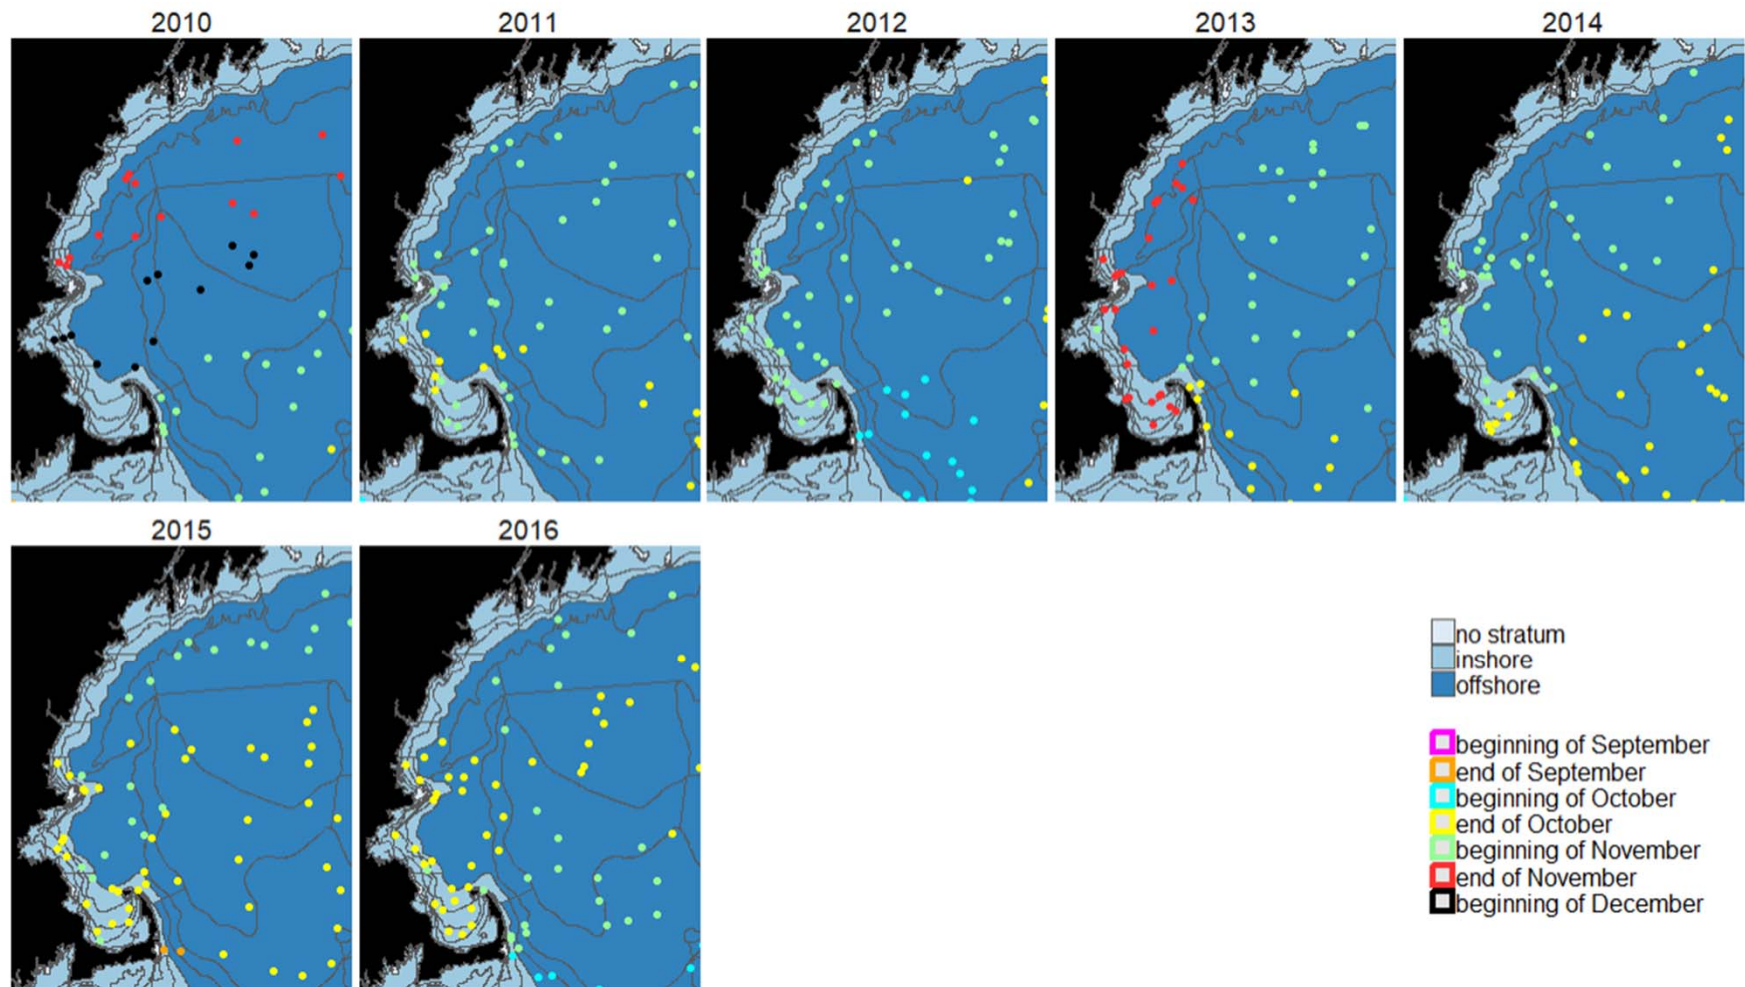 2010
2011
2012
2013
2014
2015
2016
no stratum
inshore
offshore
beginning of September
end of September
beginning of October
end of October
beginning of November
end of November
beginning of December